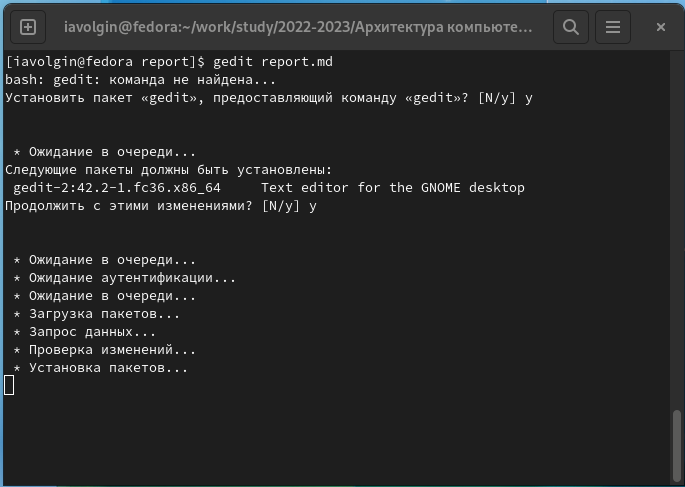 iavolgin@fedora:~/work/study/2022-2023/Архитектура компьюте...
[iavolgin@fedora report]$ gedit report.md
bash: gedit: команда не найдена...
Установить пакет «gedit», предоставляющий команду «gedit»? [N/y] y
* Ожидание в очереди...
Следующие пакеты должны быть установлены:
gedit-2:42.2-1.fc36.x86_64     Text editor for the GNOME desktop
Продолжить с этими изменениями? [N/y] y
* Ожидание в очереди...
* Ожидание аутентификации...
* Ожидание в очереди...
* Загрузка пакетов...
* Запрос данных...
* Проверка изменений...
* Установка пакетов...